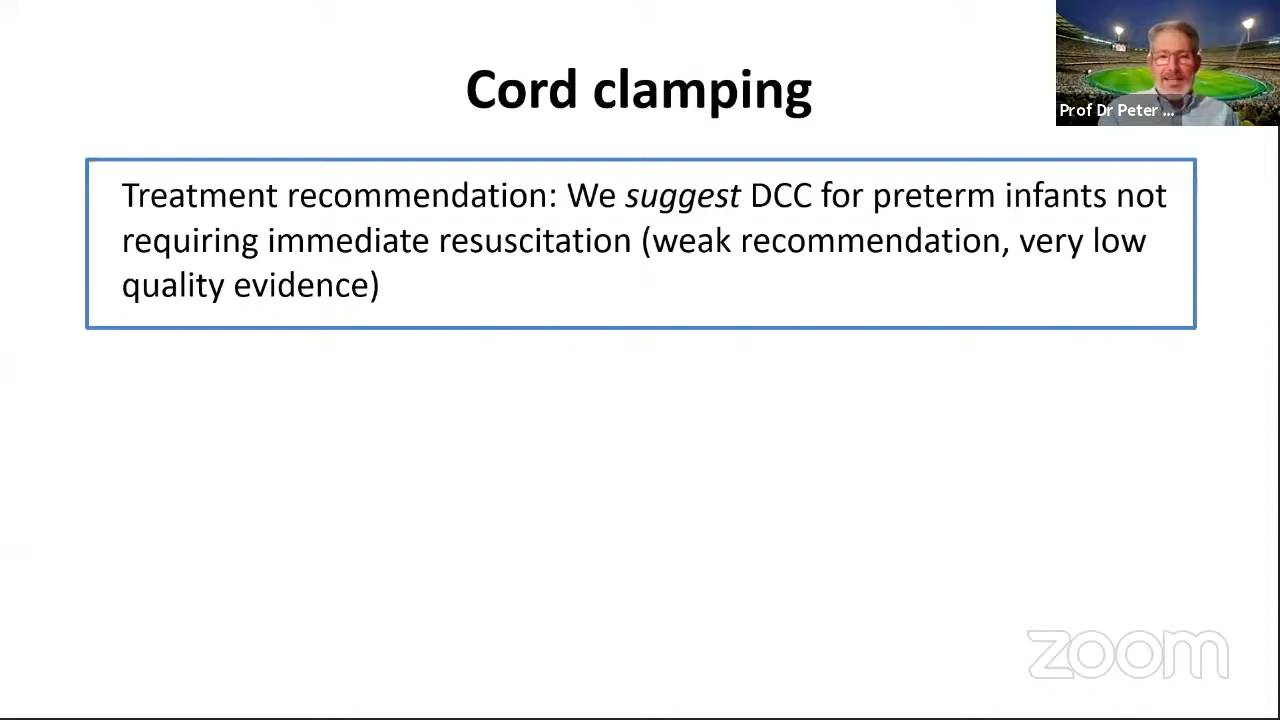 Cord clamping
Prof Dr Peter ...
Treatment recommendation: We suggest DCC for preterm infants not
requiring immediate resuscitation (weak recommendation, very low
quality evidence)
zoom